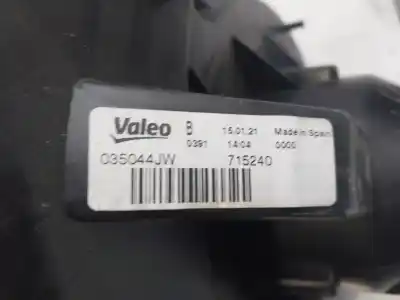 Valeo B 15.01.21 Made in Spain
0391 14:04 0000
035044JW 715240